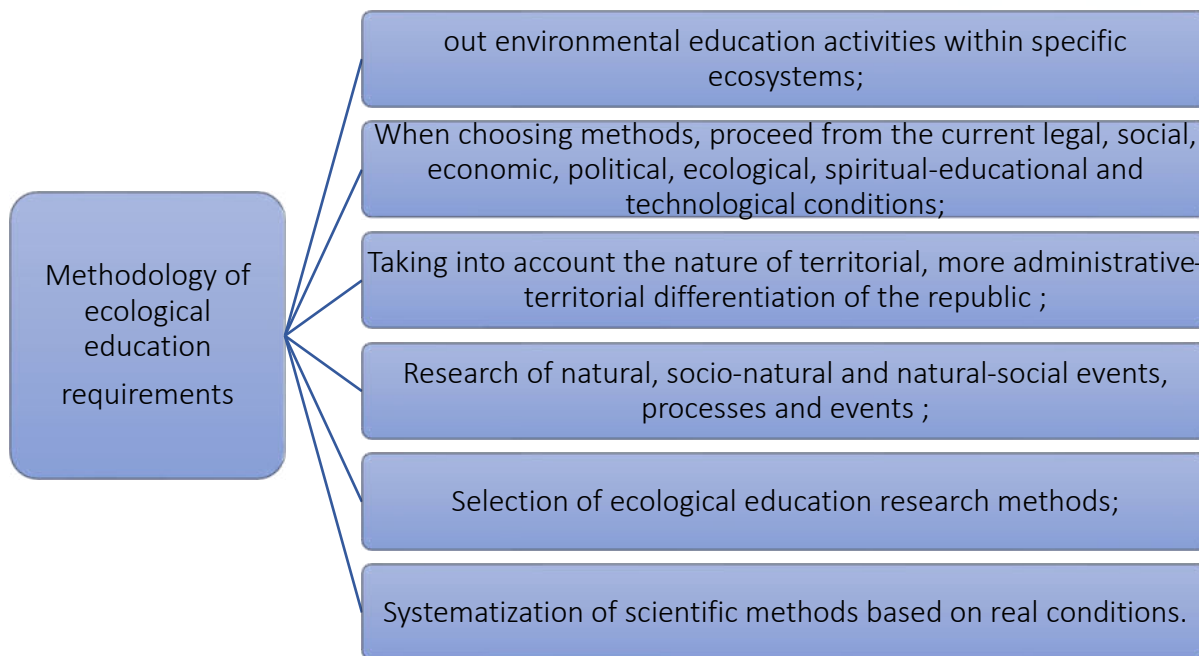 Methodology of
ecological
education
requirements
out environmental education activities within specific
ecosystems;
When choosing methods, proceed from the current legal, social,
economic, political, ecological, spiritual-educational and
technological conditions;
Taking into account the nature of territorial, more administrative-
territorial differentiation of the republic ;
Research of natural, socio-natural and natural-social events,
processes and events ;
Selection of ecological education research methods;
Systematization of scientific methods based on real conditions.